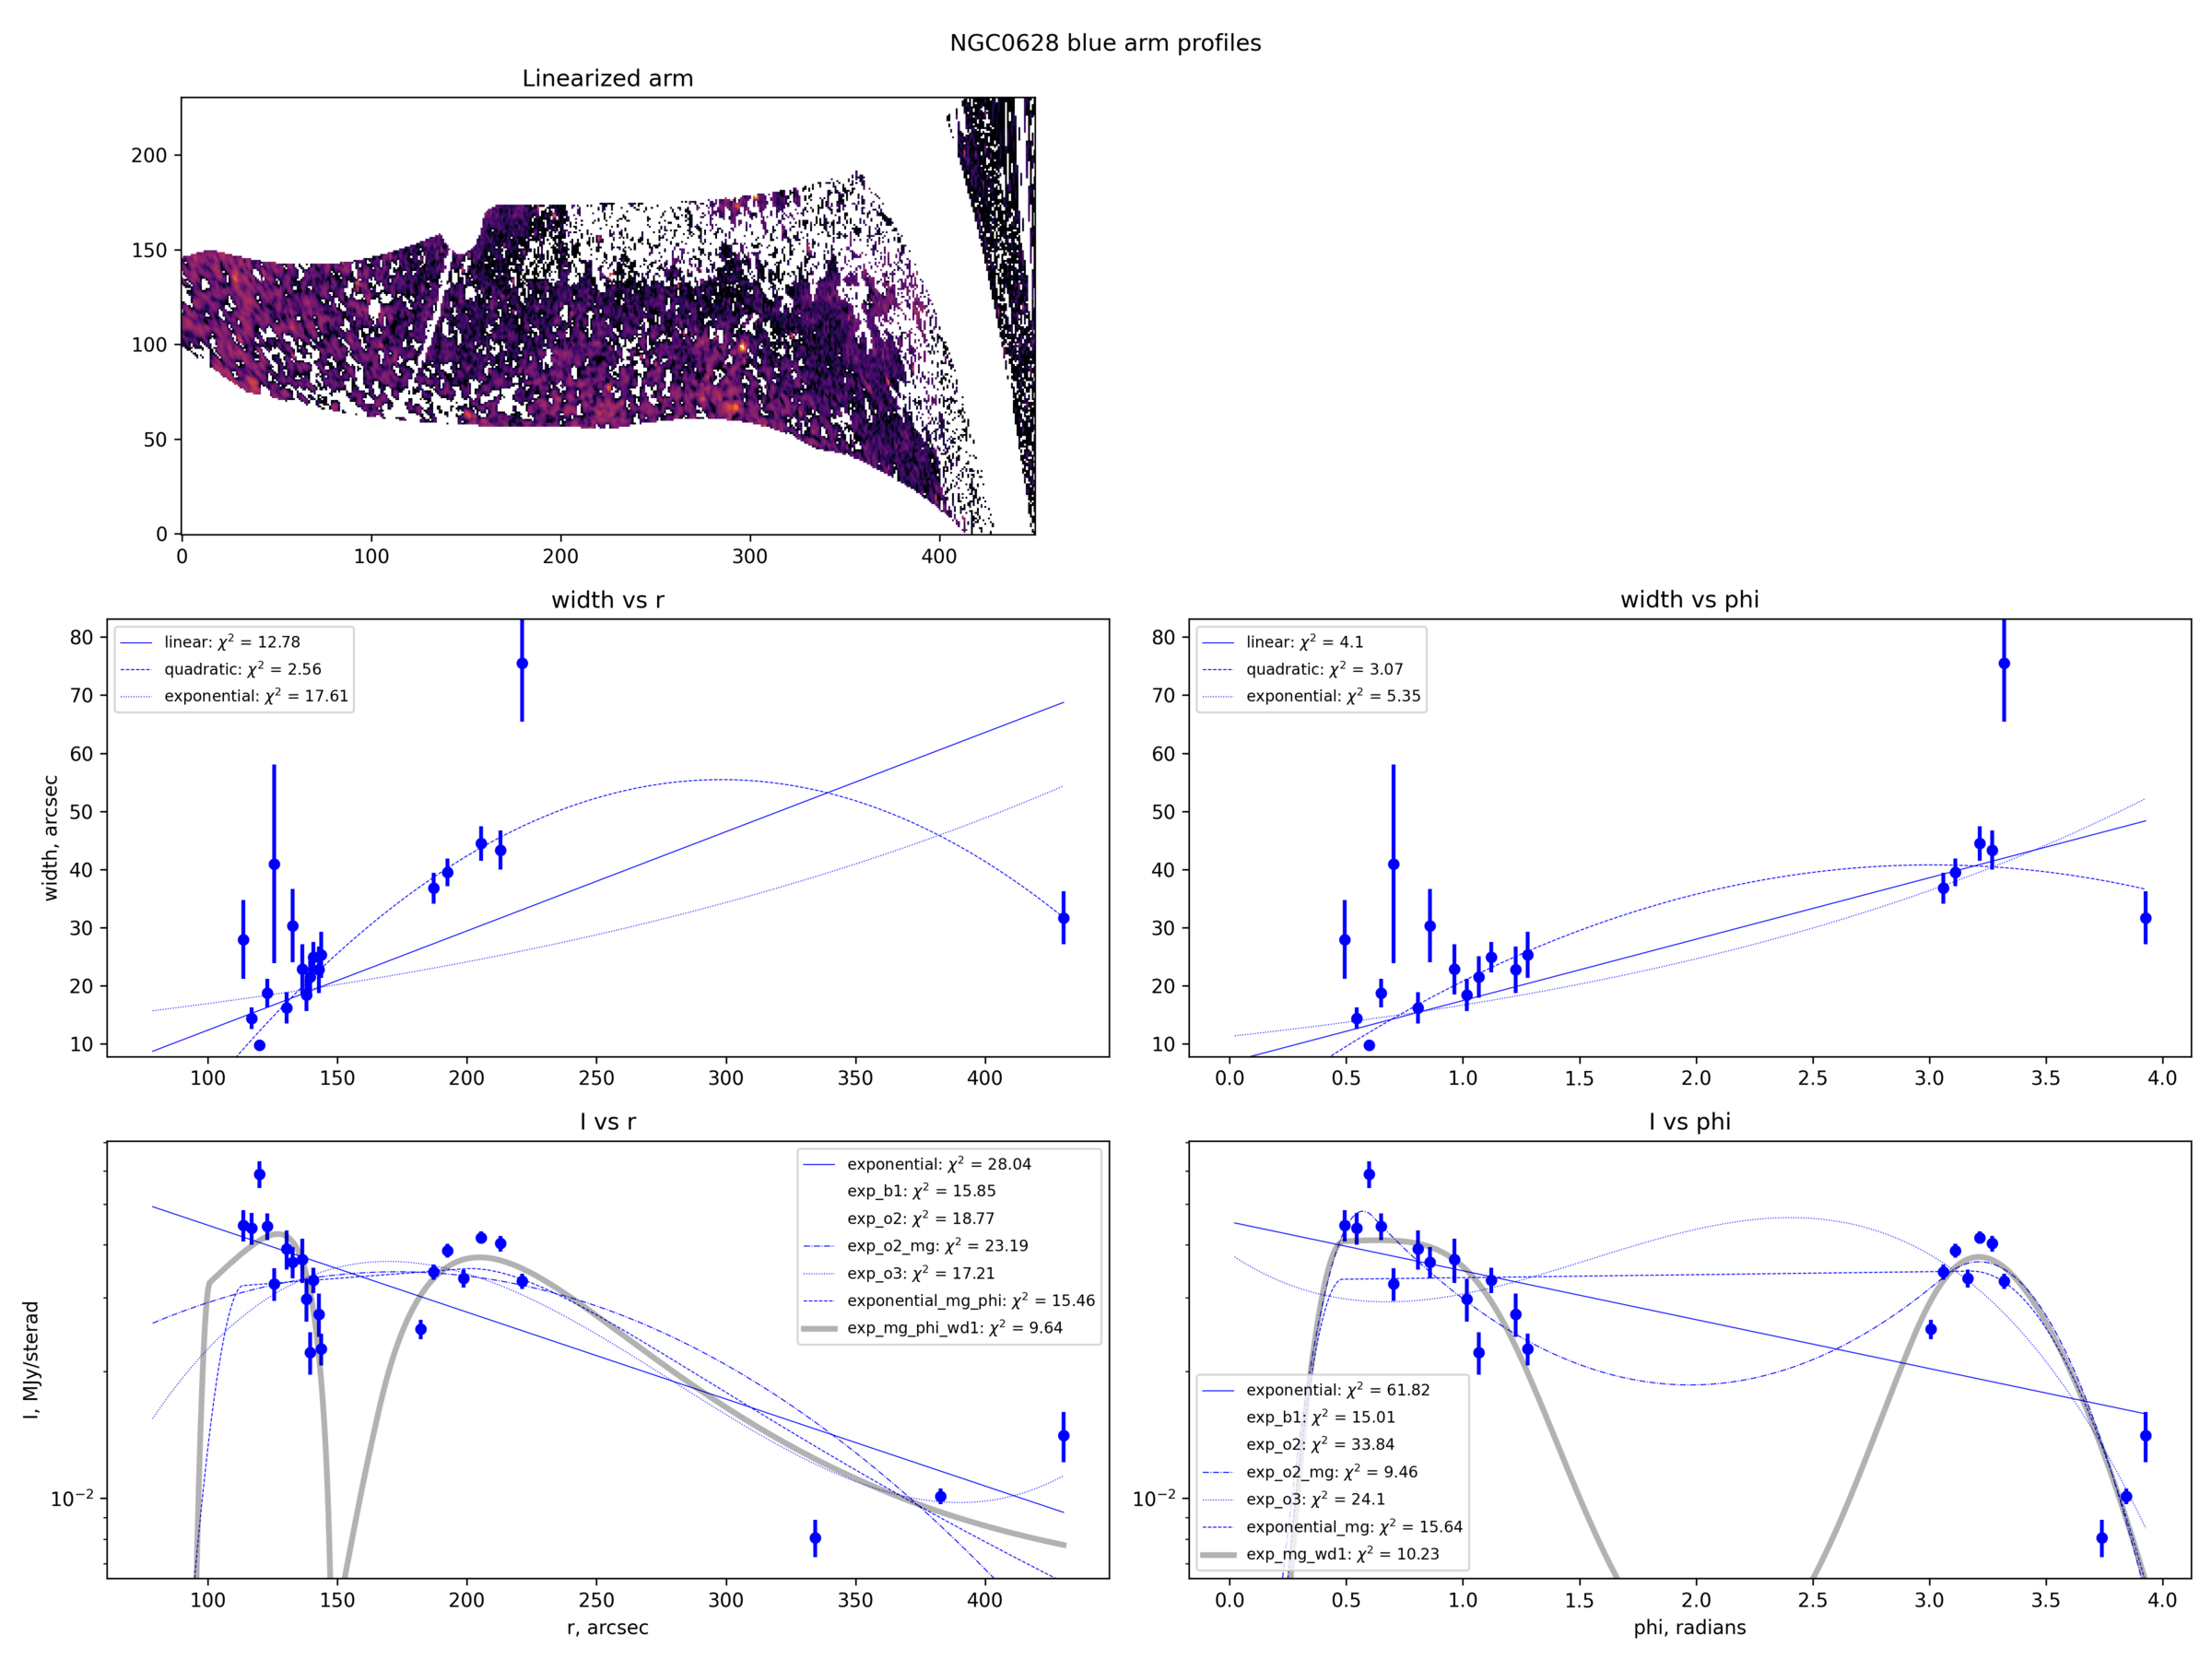 NGC0628 blue arm profiles
Linearized arm
200
150
100
50
0
0 100 200 300 400
width vs r
width, arcsec
80
70
60
50
40
30
20
10
linear: χ² = 12.78
quadratic: χ² = 2.56
exponential: χ² = 17.61
100 150 200 250 300 350 400
width vs phi
80
70
60
50
40
30
20
10
linear: χ² = 4.1
quadratic: χ² = 3.07
exponential: χ² = 5.35
0.0 0.5 1.0 1.5 2.0 2.5 3.0 3.5 4.0
I vs r
I, MJy/sterad
10⁻²
exponential: χ² = 28.04
exp_b1: χ² = 15.85
exp_o2: χ² = 18.77
exp_o2_mg: χ² = 23.19
exp_o3: χ² = 17.21
exponential_mg_phi: χ² = 15.46
exp_mg_phi_wd1: χ² = 9.64
100 150 200 250 300 350 400
r, arcsec
I vs phi
10⁻²
exponential: χ² = 61.82
exp_b1: χ² = 15.01
exp_o2: χ² = 33.84
exp_o2_mg: χ² = 9.46
exp_o3: χ² = 24.1
exponential_mg: χ² = 15.64
exp_mg_wd1: χ² = 10.23
0.0 0.5 1.0 1.5 2.0 2.5 3.0 3.5 4.0
phi, radians